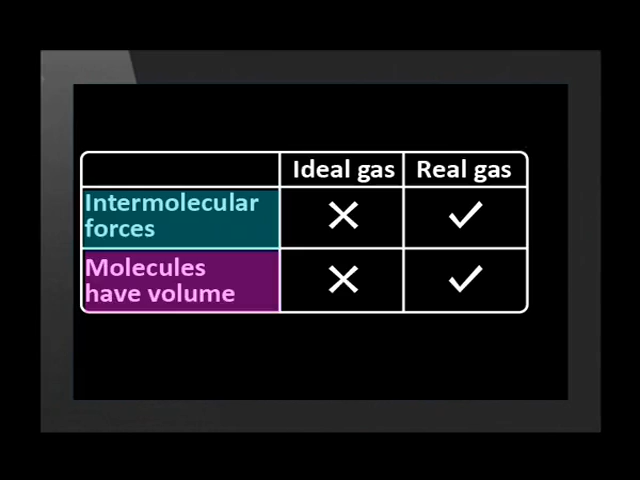 Ideal gas Real gas
Intermolecular
forces
Molecules
have volume